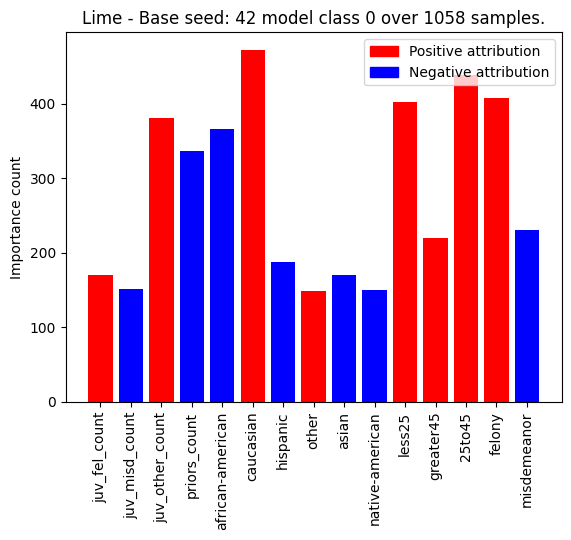 Lime - Base seed: 42 model class 0 over 1058 samples.
Positive attribution
Negative attribution
Importance count
400
300
200
100
0
juv_fel_count
juv_misd_count
juv_other_count
priors_count
african-american
caucasian
hispanic
other
asian
native-american
less25
greater45
25to45
felony
misdemeanor